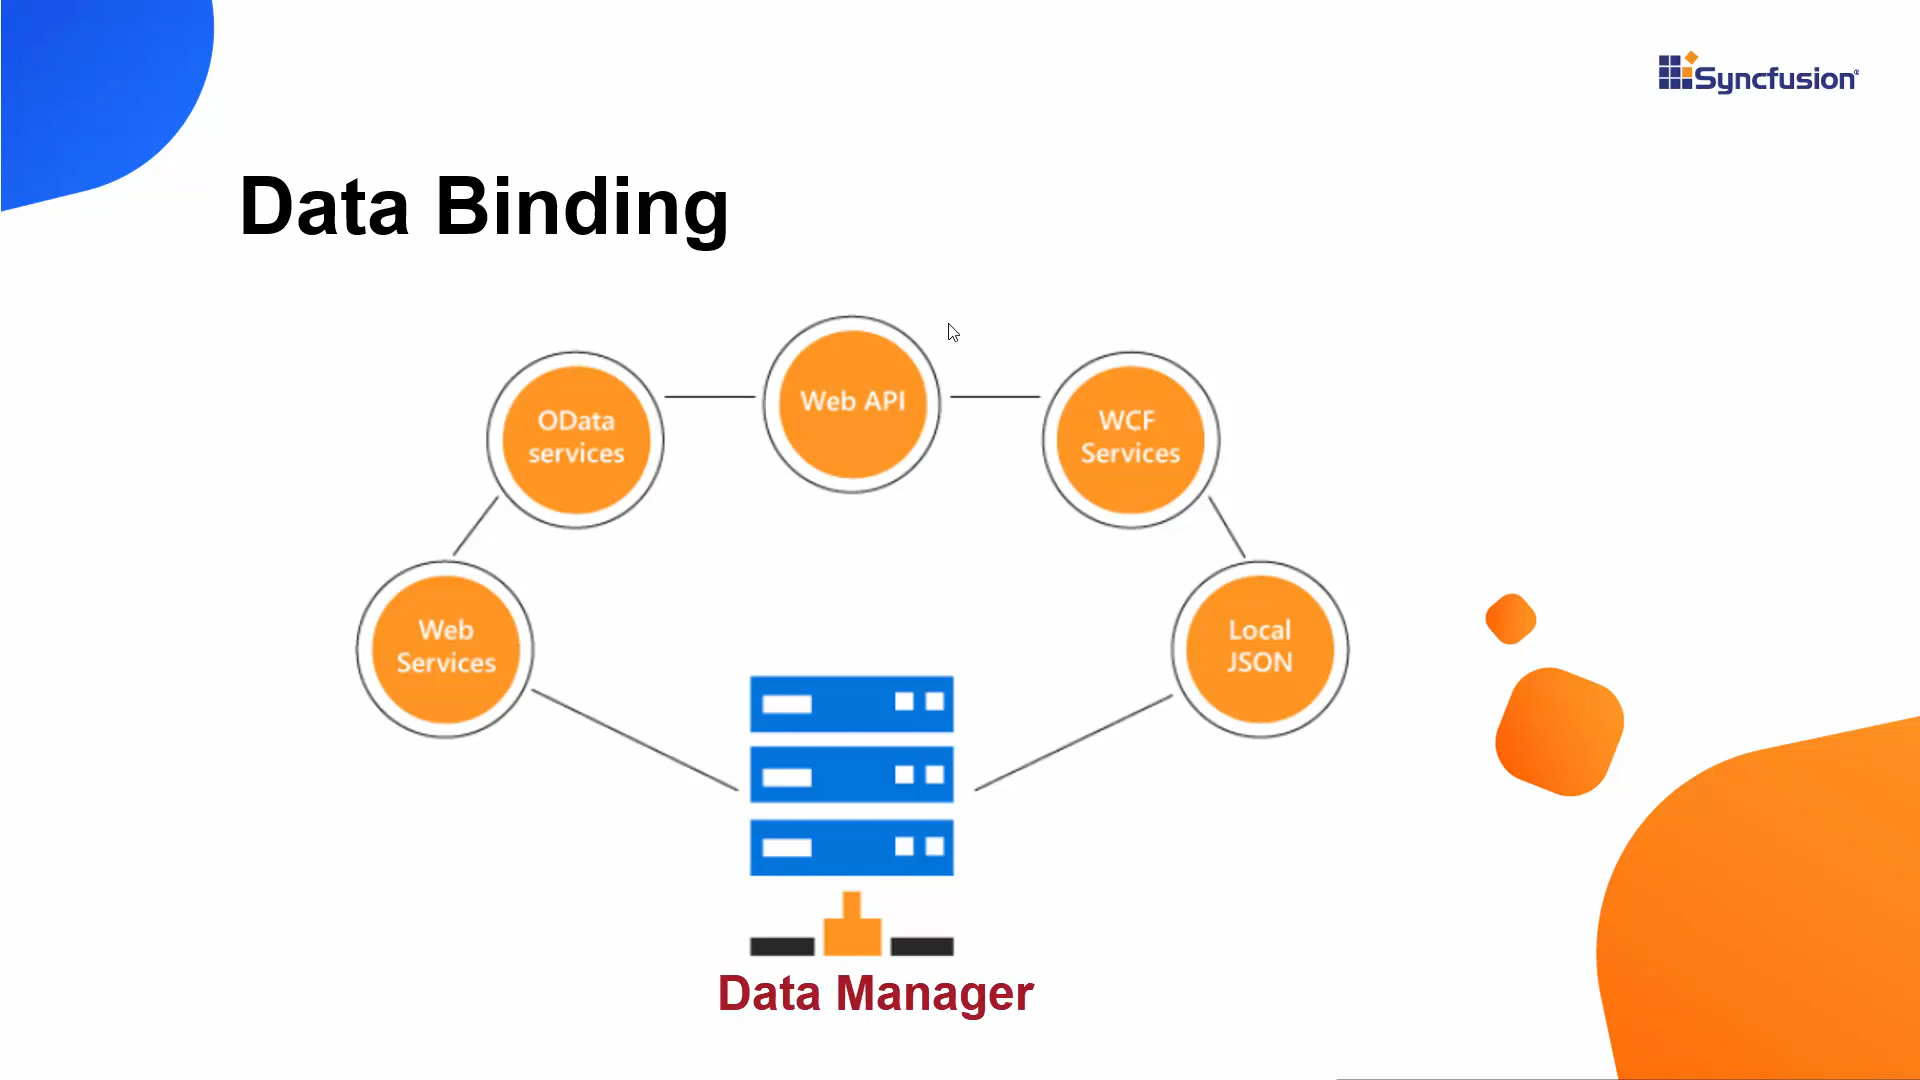 Syncfusion®
Data Binding
Web API
OData
services
WCF
Services
Web
Services
Local
JSON
Data Manager